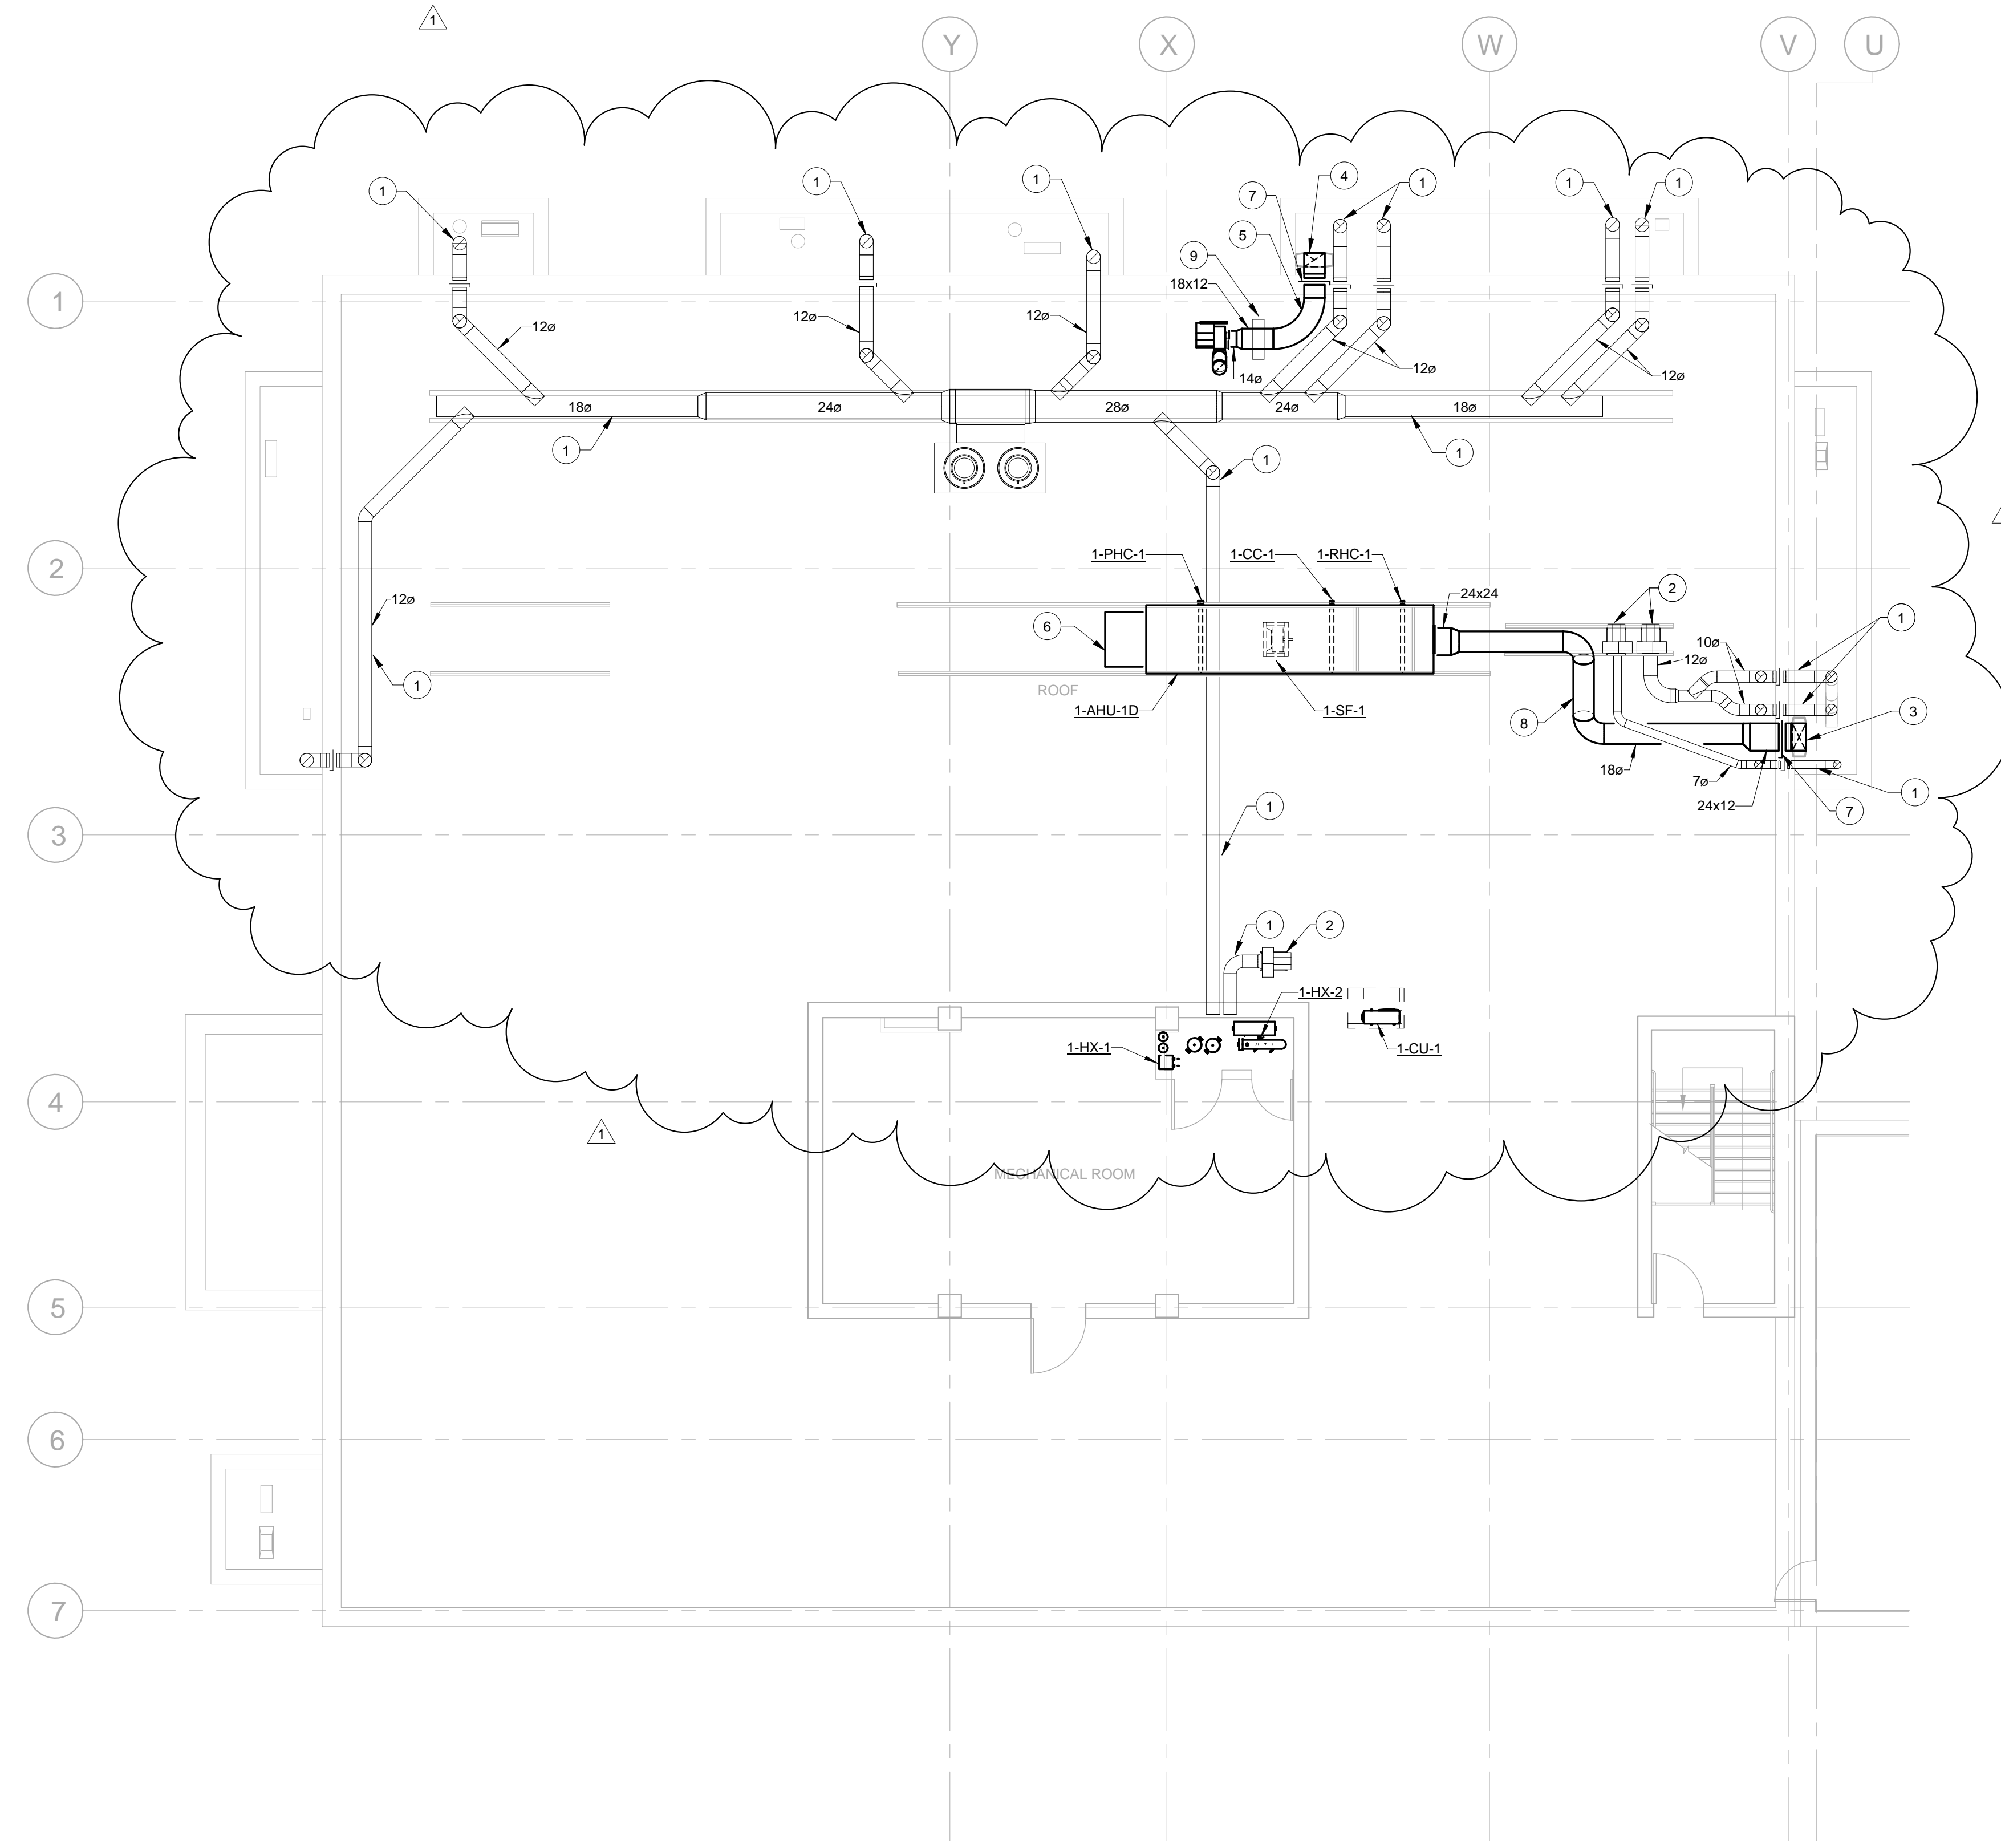 1
Y
X
W
V
U
1
1
1
1
4
1
1
1
7
5
9
18x12
1
12ø
12ø
12ø
14ø
12ø
12ø
18ø
24ø
28ø
24ø
18ø
1
1
1
2
1-PHC-1
1-CC-1
1-RHC-1
24x24
2
12ø
6
10ø
12ø
1
1
ROOF
1-AHU-1D
1-SF-1
8
3
18ø
7ø
24x12
1
7
3
1
1
2
1-HX-2
1-HX-1
1-CU-1
4
1
MECHANICAL ROOM
5
6
7